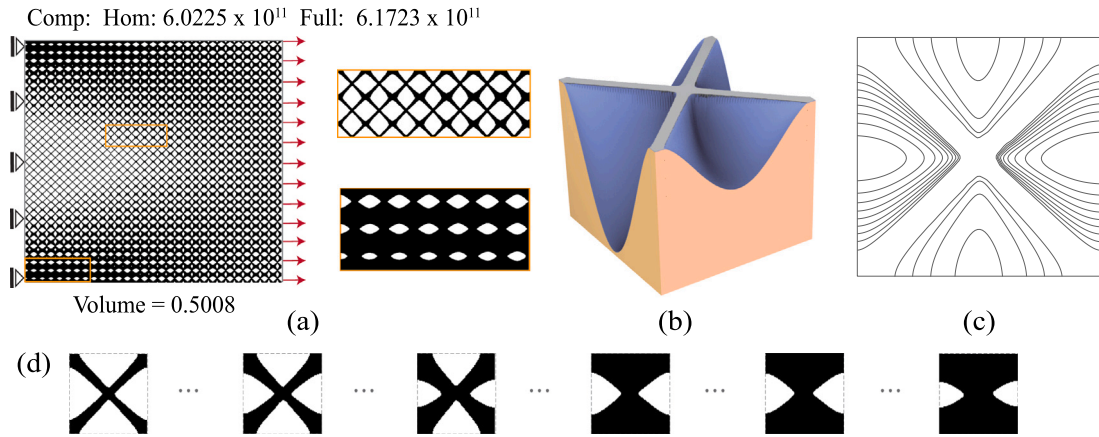 Comp: Hom: 6.0225 x 10¹¹ Full: 6.1723 x 10¹¹
Volume = 0.5008
(a)
(b)
(c)
(d)
... ... ... ... ...